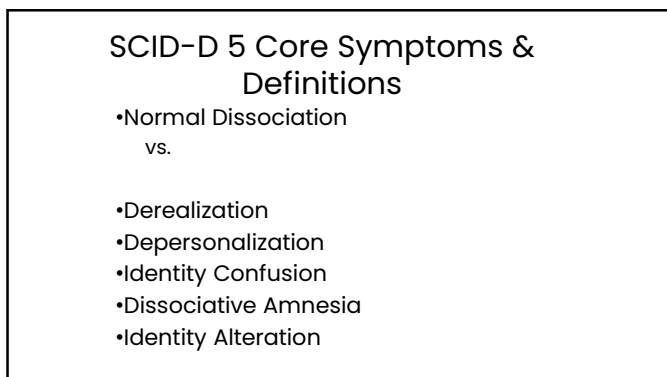 SCID-D 5 Core Symptoms &
Definitions
•Normal Dissociation
vs.
•Derealization
•Depersonalization
•Identity Confusion
•Dissociative Amnesia
•Identity Alteration